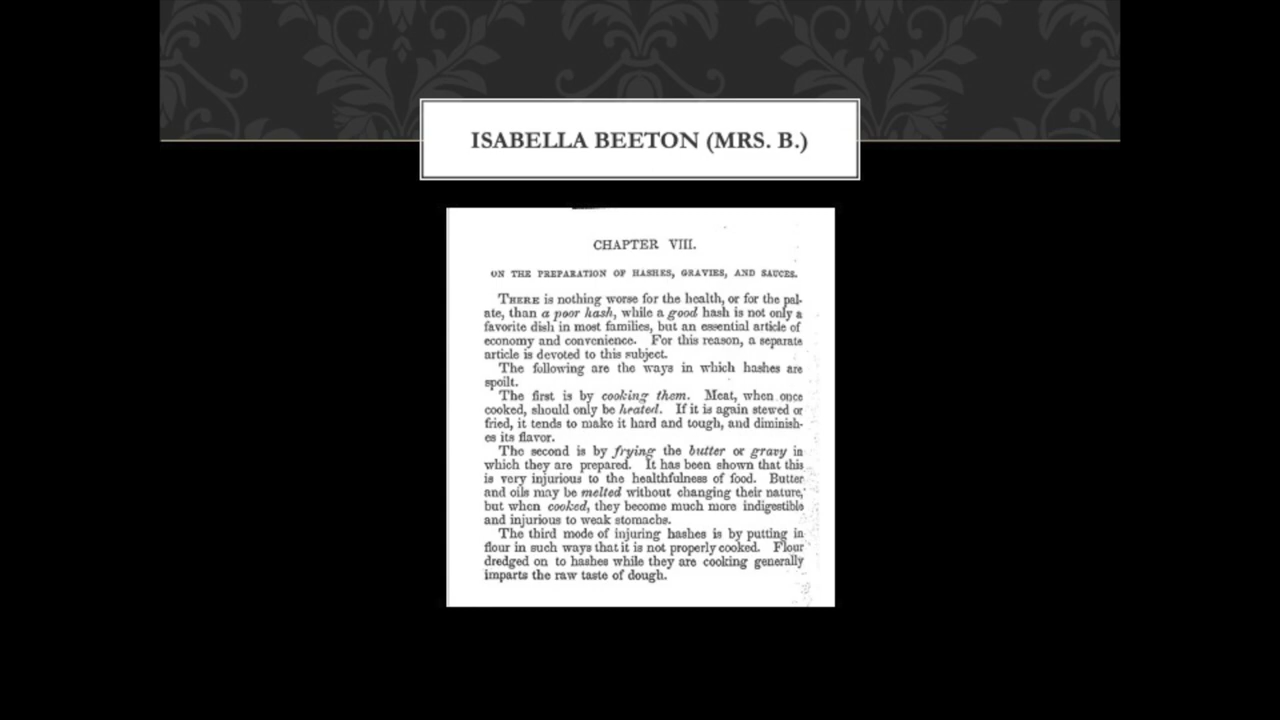 ISABELLA BEETON (MRS. B.)
CHAPTER VIII.
ON THE PREPARATION OF HASHES, GRAVIES, AND SAUCES.
THERE is nothing worse for the health, or for the pal-
ate, than a poor hash, while a good hash is not only a
favorite dish in most families, but an essential article of
economy and convenience. For this reason, a separate
article is devoted to this subject.
The following are the ways in which hashes are
spoilt.
The first is by cooking them. Meat, when once
cooked, should only be heated. If it is again stewed or
fried, it tends to make it hard and tough, and diminish-
es its flavor.
The second is by frying the butter or gravy in
which they are prepared. It has been shown that this
is very injurious to the healthfulness of food. Butter
and oils may be melted without changing their nature,
but when cooked, they become much more indigestible
and injurious to weak stomachs.
The third mode of injuring hashes is by putting in
flour in such ways that it is not properly cooked. Flour
dredged on to hashes while they are cooking generally
imparts the raw taste of dough.